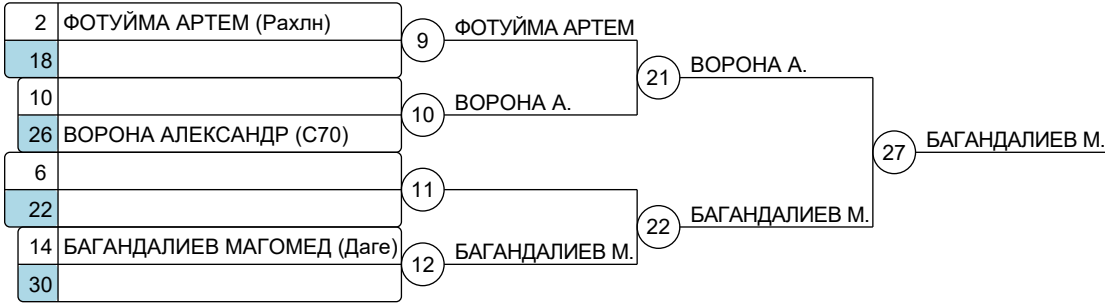 2 ФОТУЙМА АРТЕМ (Рахлн)
18
10
26 ВОРОНА АЛЕКСАНДР (С70)
6
22
14 БАГАНДАЛИЕВ МАГОМЕД (Даге)
30
9 ФОТУЙМА АРТЕМ
10 ВОРОНА А.
11
12 БАГАНДАЛИЕВ М.
21 ВОРОНА А.
22 БАГАНДАЛИЕВ М.
27 БАГАНДАЛИЕВ М.